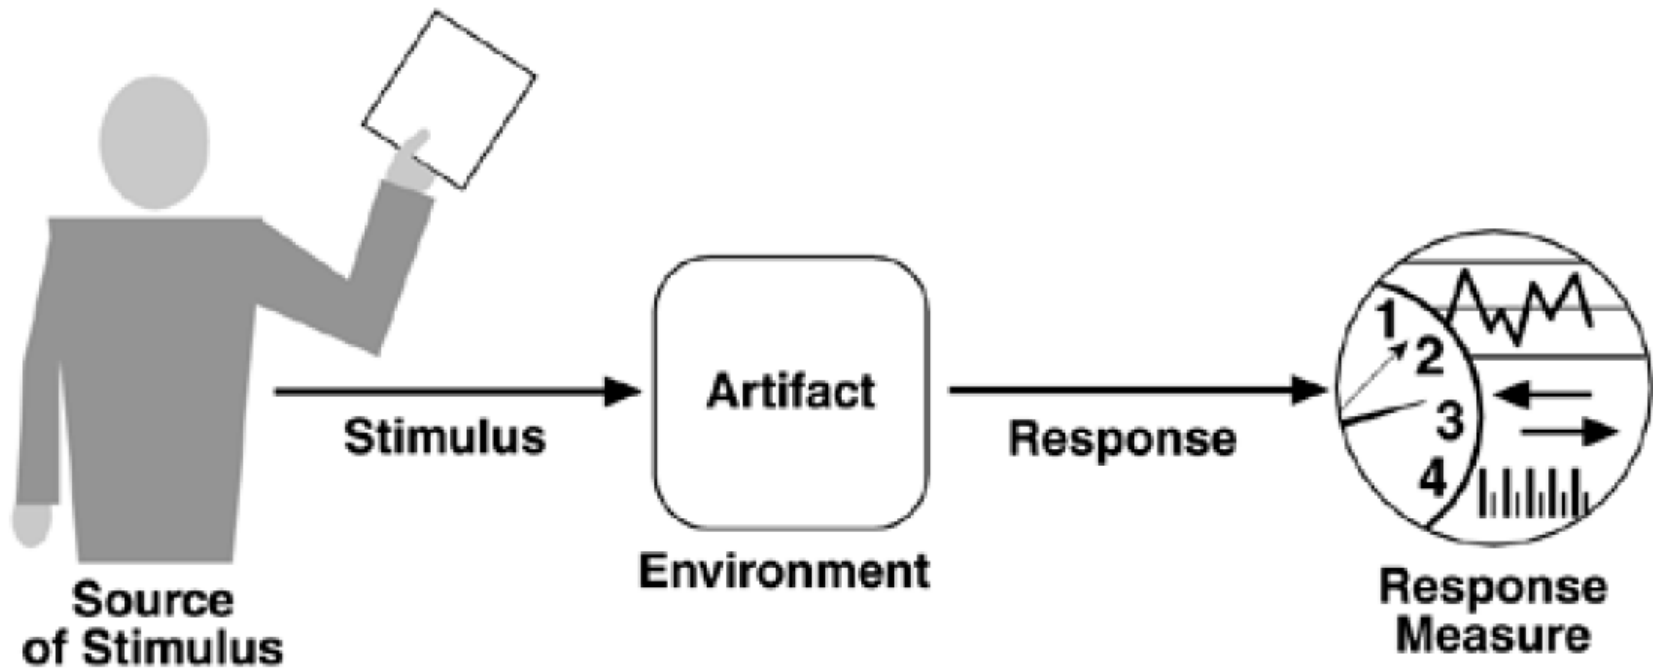 Source
of Stimulus
Stimulus
Artifact
Environment
Response
1
2
3
4
Response
Measure